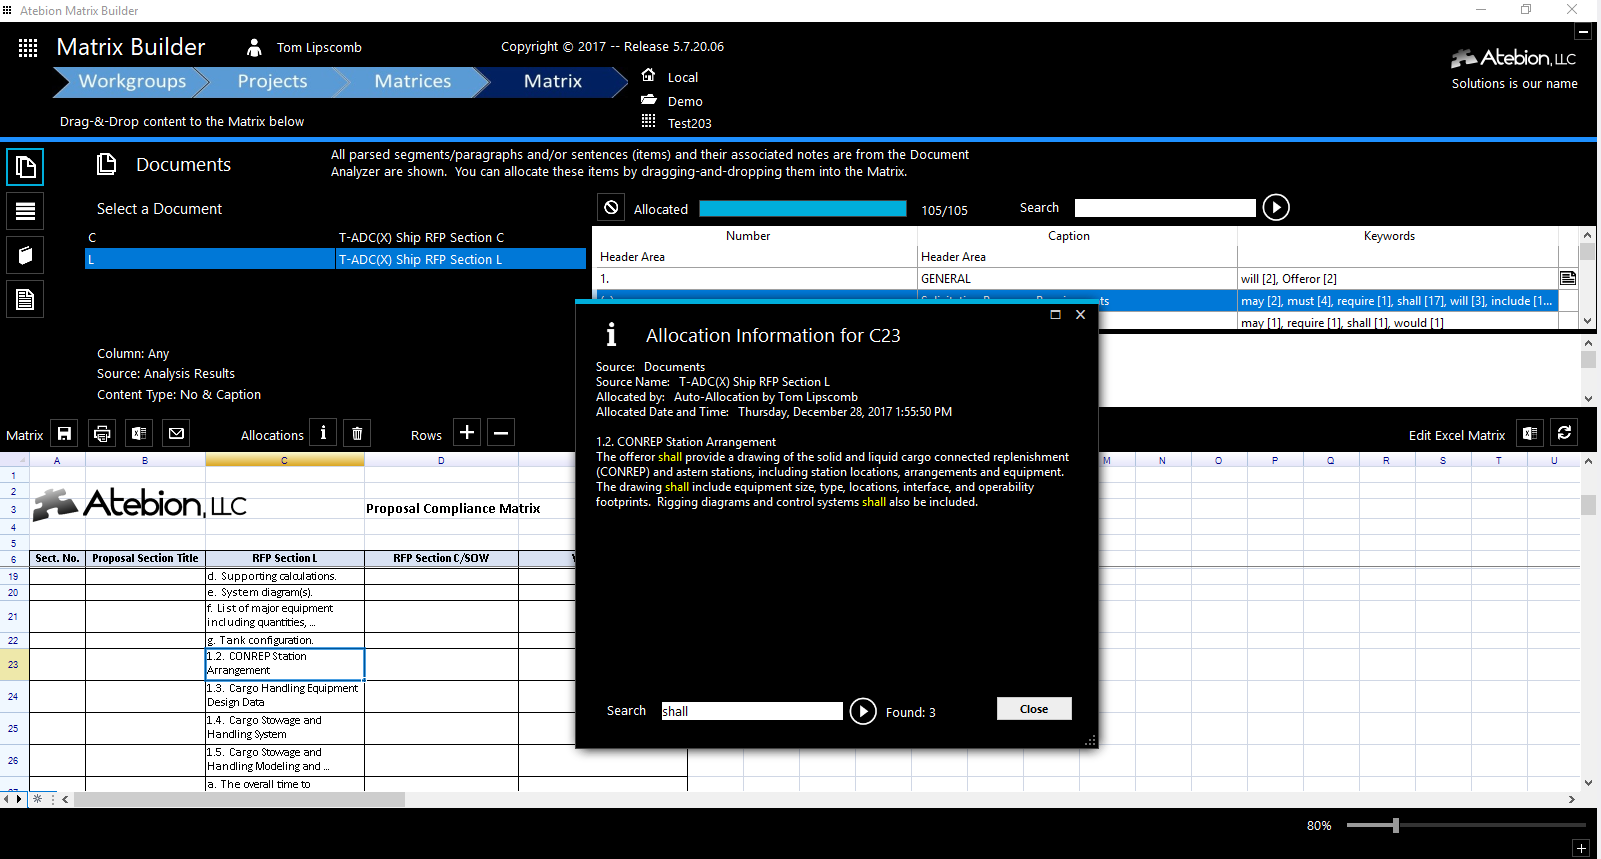 Atebion Matrix Builder
Matrix Builder
Tom Lipscomb
Copyright © 2017 -- Release 5.7.20.06
Atebion, LLC
Solutions is our name
Workgroups
Projects
Matrices
Matrix
Local
Demo
Test203
Drag-&-Drop content to the Matrix below
Documents
All parsed segments/paragraphs and/or sentences (items) and their associated notes are from the Document
Analyzer are shown.  You can allocate these items by dragging-and-dropping them into the Matrix.
Select a Document
Allocated
105/105
Search
C T-ADC(X) Ship RFP Section C
L T-ADC(X) Ship RFP Section L
Number Caption Keywords
Header Area Header Area
1. GENERAL will [2], Offeror [2]
may [2], must [4], require [1], shall [17], will [3], include [1...
may [1], require [1], shall [1], would [1]
Column: Any
Source: Analysis Results
Content Type: No & Caption
Allocation Information for C23
Source:   Documents
Source Name:   T-ADC(X) Ship RFP Section L
Allocated by:   Auto-Allocation by Tom Lipscomb
Allocated Date and Time:   Thursday, December 28, 2017 1:55:50 PM
1.2. CONREP Station Arrangement
The offeror shall provide a drawing of the solid and liquid cargo connected replenishment
(CONREP) and astern stations, including station locations, arrangements and equipment.
The drawing shall include equipment size, type, locations, interface, and operability
footprints.  Rigging diagrams and control systems shall also be included.
Search shall Found: 3 Close
Matrix
Allocations
Rows
Edit Excel Matrix
A B C D M N O P Q R S T U
1
2
3
4
5
6
Atebion, LLC
Proposal Compliance Matrix
Sect. No. Proposal Section Title RFP Section L RFP Section C/SOW
19 d. Supporting calculations.
20 e. System diagram(s).
21 f. List of major equipment
including quantities, ...
22 g. Tank configuration.
23 1.2. CONREP Station
Arrangement
24 1.3. Cargo Handling Equipment
Design Data
25 1.4. Cargo Stowage and
Handling System
26 1.5. Cargo Stowage and
Handling Modeling and ...
a. The overall time to
80%